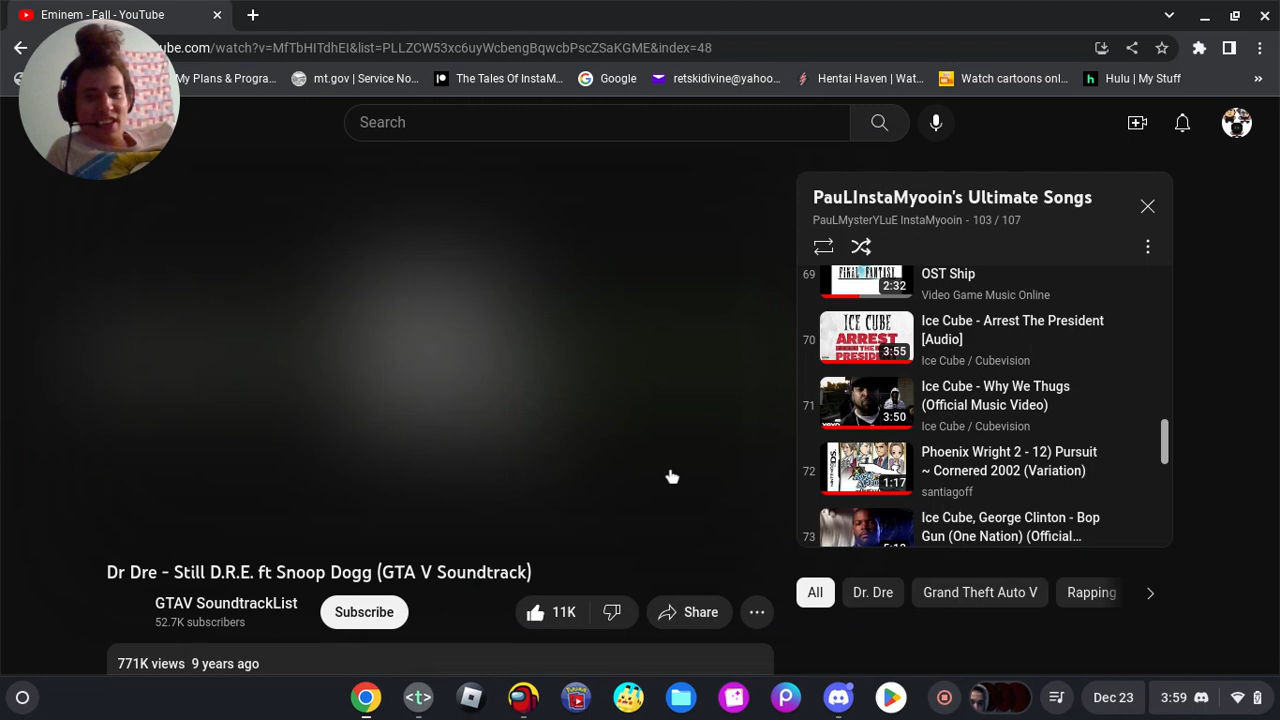 Eminem - Fall - YouTube
ube.com/watch?v=MfTbHITdhEI&list=PLLZCW53xc6uyWcbengBqwcbPscZSaKGME&index=48
My Plans & Progra...
mt.gov | Service No...
The Tales Of InstaM...
Google
retskidivine@yahoo...
Hentai Haven | Wat...
Watch cartoons onl...
Hulu | My Stuff
Search
PauLInstaMyooin's Ultimate Songs
PauLMysterYLuE InstaMyooin - 103 / 107
69
FINAL FANTASY
2:32
OST Ship
Video Game Music Online
70
ICE CUBE
ARREST
3:55
Ice Cube - Arrest The President
[Audio]
Ice Cube / Cubevision
71
3:50
Ice Cube - Why We Thugs
(Official Music Video)
Ice Cube / Cubevision
72
1:17
Phoenix Wright 2 - 12) Pursuit
~ Cornered 2002 (Variation)
santiagoff
73
Ice Cube, George Clinton - Bop
Gun (One Nation) (Official...
Dr Dre - Still D.R.E. ft Snoop Dogg (GTA V Soundtrack)
GTAV SoundtrackList
52.7K subscribers
Subscribe
11K
Share
All
Dr. Dre
Grand Theft Auto V
Rapping
771K views 9 years ago
<t>
Dec 23
3:59